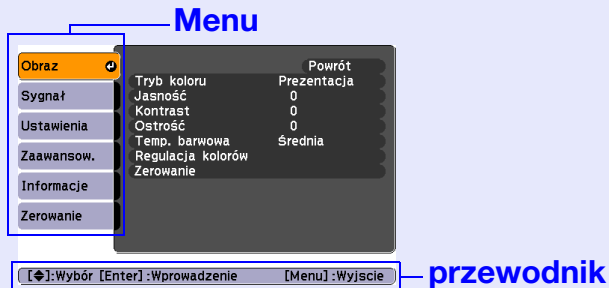 Menu
Obraz
Sygnał
Ustawienia
Zaawansow.
Informacje
Zerowanie
Powrót
Tryb koloru Prezentacja
Jasność 0
Kontrast 0
Ostrość 0
Temp. barwowa Średnia
Regulacja kolorów
Zerowanie
[◆]:Wybór [Enter]:Wprowadzenie [Menu]:Wyjscie
przewodnik